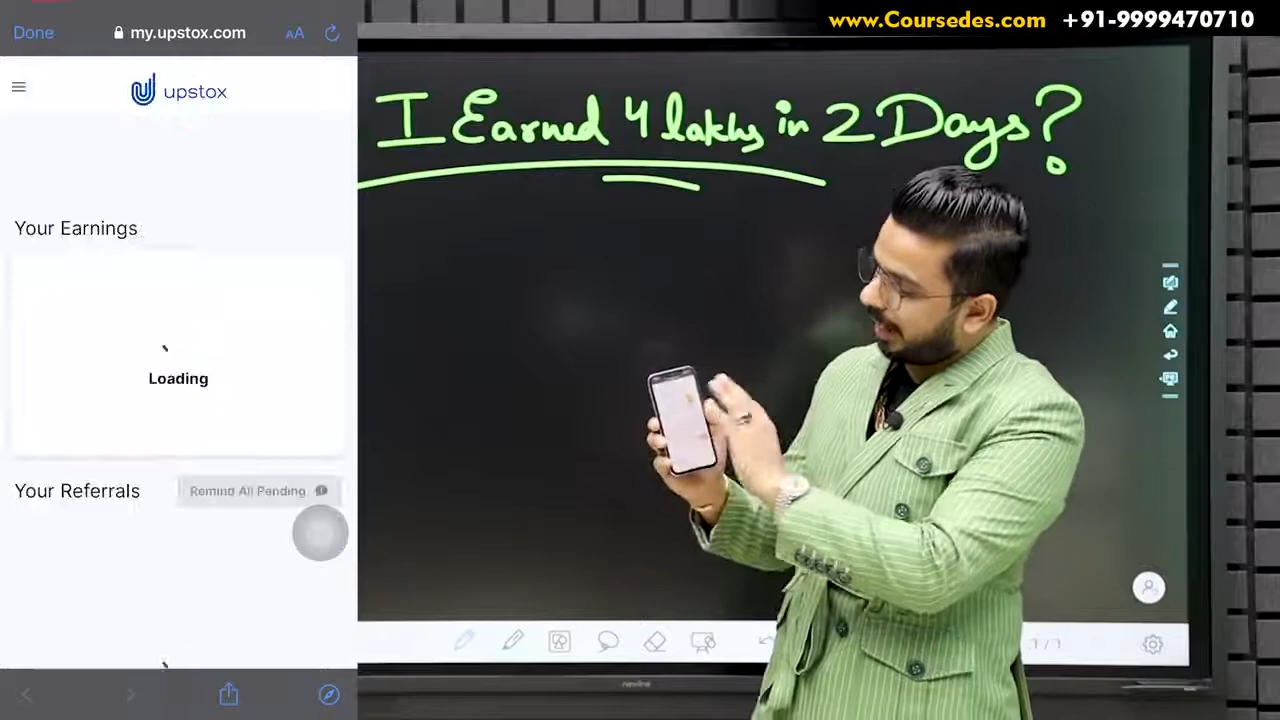 www.Coursedes.com +91-9999470710
Done my.upstox.com AA
upstox
I Earned 4 lakhs in 2 Days?
Your Earnings
Loading
Your Referrals Remind All Pending
newline